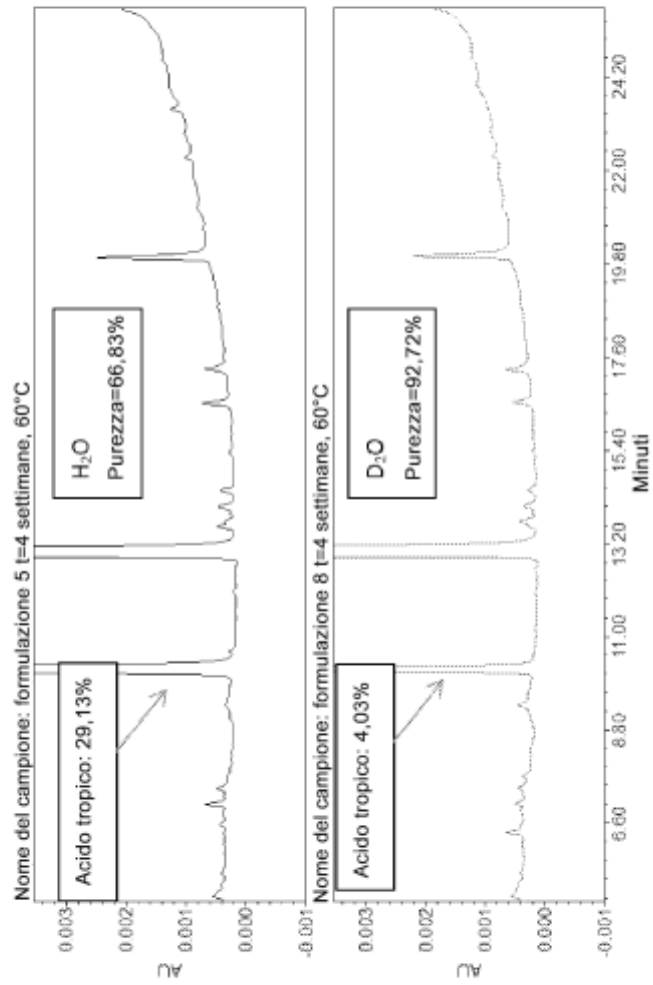 Nome del campione: formulazione 5 t=4 settimane, 60°C
Acido tropico: 29,13%
H₂O
Purezza=66,83%
AU
0.003
0.002
0.001
0.000
-0.001
Nome del campione: formulazione 8 t=4 settimane, 60°C
Acido tropico: 4,03%
D₂O
Purezza=92,72%
AU
0.003
0.002
0.001
0.000
-0.001
6.60 8.80 11.00 13.20 15.40 17.60 19.80 22.00 24.20
Minuti